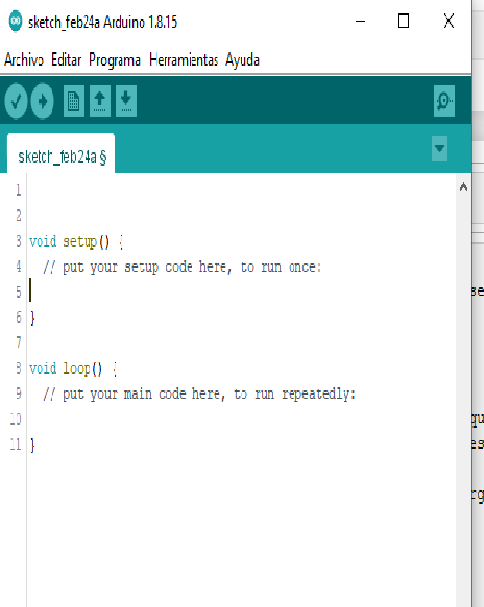 sketch_feb24a Arduino 1.8.15
Archivo Editar Programa Herramientas Ayuda
sketch_feb24a §
1
2
3 void setup() {
4 // put your setup code here, to run once:
5
6 }
7
8 void loop() {
9 // put your main code here, to run repeatedly:
10
11 }
se
qu
es
rg